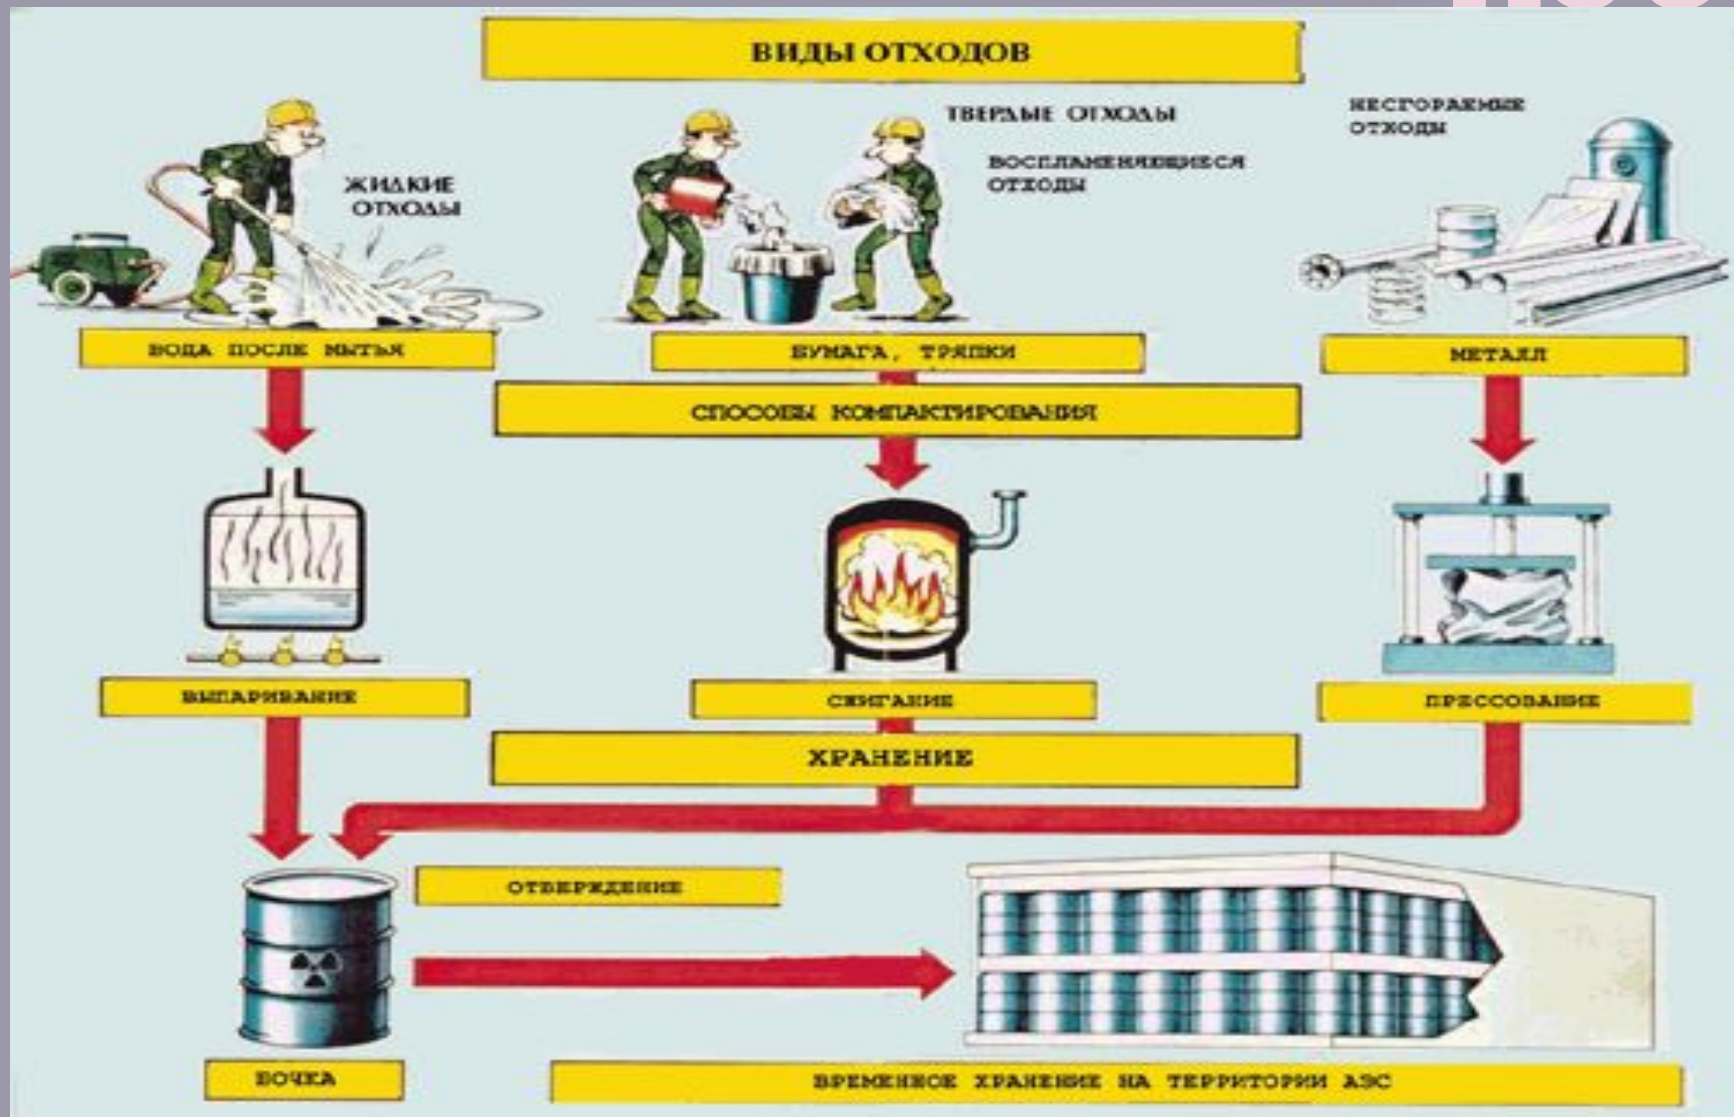 ВИДЫ ОТХОДОВ
ЖИДКИЕ
ОТХОДЫ
ТВЕРДЫЕ ОТХОДЫ
ВОСПЛАМЕНЯЮЩИЕСЯ
ОТХОДЫ
НЕСГОРАЕМЫЕ
ОТХОДЫ
ВОДА ПОСЛЕ МЫТЬЯ
БУМАГА, ТРЯПКИ
МЕТАЛЛ
СПОСОБЫ КОМПАКТИРОВАНИЯ
ВЫПАРИВАНИЕ
СЖИГАНИЕ
ПРЕССОВАНИЕ
ХРАНЕНИЕ
ОТВЕРЖДЕНИЕ
БОЧКА
ВРЕМЕННОЕ ХРАНЕНИЕ НА ТЕРРИТОРИИ АЭС